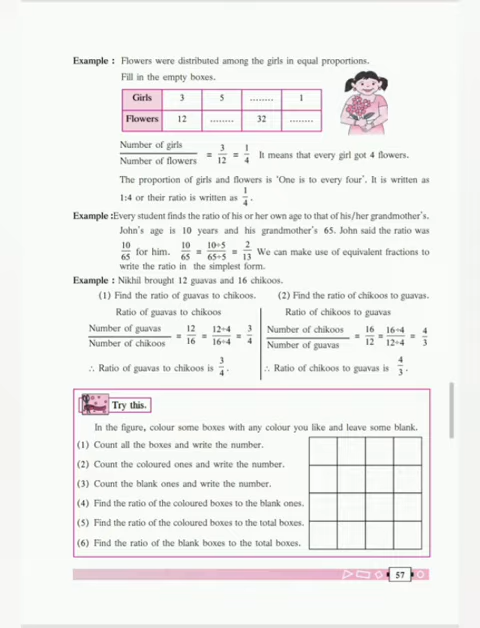 Example : Flowers were distributed among the girls in equal proportions.
Fill in the empty boxes.
Girls 3 5 ........ 1
Flowers 12 ........ 32 ........
Number of girls / Number of flowers = 3/12 = 1/4 It means that every girl got 4 flowers.
The proportion of girls and flowers is 'One is to every four'. It is written as
1:4 or their ratio is written as 1/4 .
Example :Every student finds the ratio of his or her own age to that of his/her grandmother's.
John's age is 10 years and his grandmother's 65. John said the ratio was
10/65 for him. 10/65 = 10÷5/65÷5 = 2/13 We can make use of equivalent fractions to
write the ratio in the simplest form.
Example : Nikhil brought 12 guavas and 16 chikoos.
(1) Find the ratio of guavas to chikoos.
Ratio of guavas to chikoos
Number of guavas / Number of chikoos = 12/16 = 12÷4/16÷4 = 3/4
∴ Ratio of guavas to chikoos is 3/4 .
(2) Find the ratio of chikoos to guavas.
Ratio of chikoos to guavas
Number of chikoos / Number of guavas = 16/12 = 16÷4/12÷4 = 4/3
∴ Ratio of chikoos to guavas is 4/3 .
Try this.
In the figure, colour some boxes with any colour you like and leave some blank.
(1) Count all the boxes and write the number.
(2) Count the coloured ones and write the number.
(3) Count the blank ones and write the number.
(4) Find the ratio of the coloured boxes to the blank ones.
(5) Find the ratio of the coloured boxes to the total boxes.
(6) Find the ratio of the blank boxes to the total boxes.
57